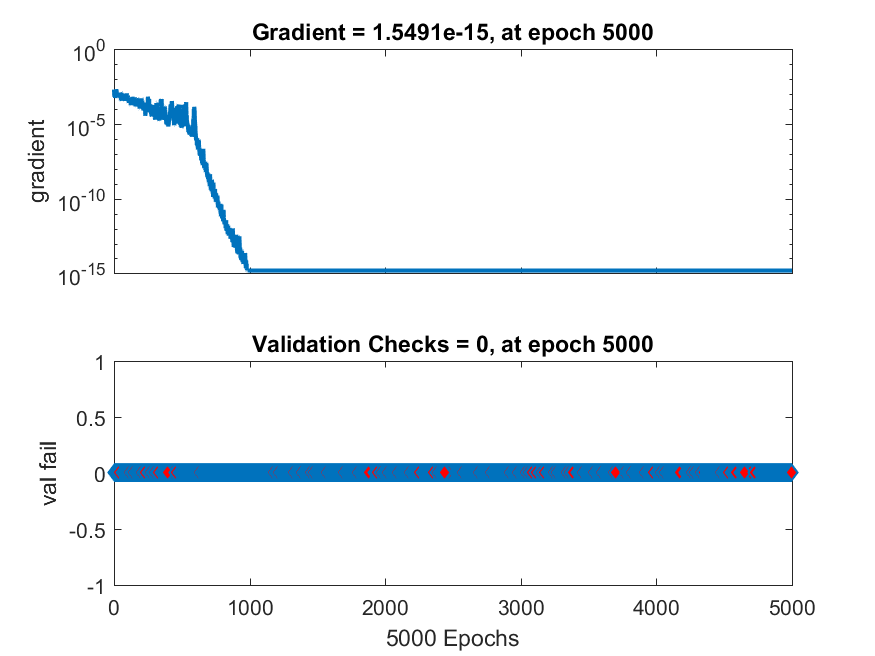 Gradient = 1.5491e-15, at epoch 5000
10^0
10^-5
10^-10
10^-15
gradient
Validation Checks = 0, at epoch 5000
1
0.5
0
-0.5
-1
val fail
0 1000 2000 3000 4000 5000
5000 Epochs